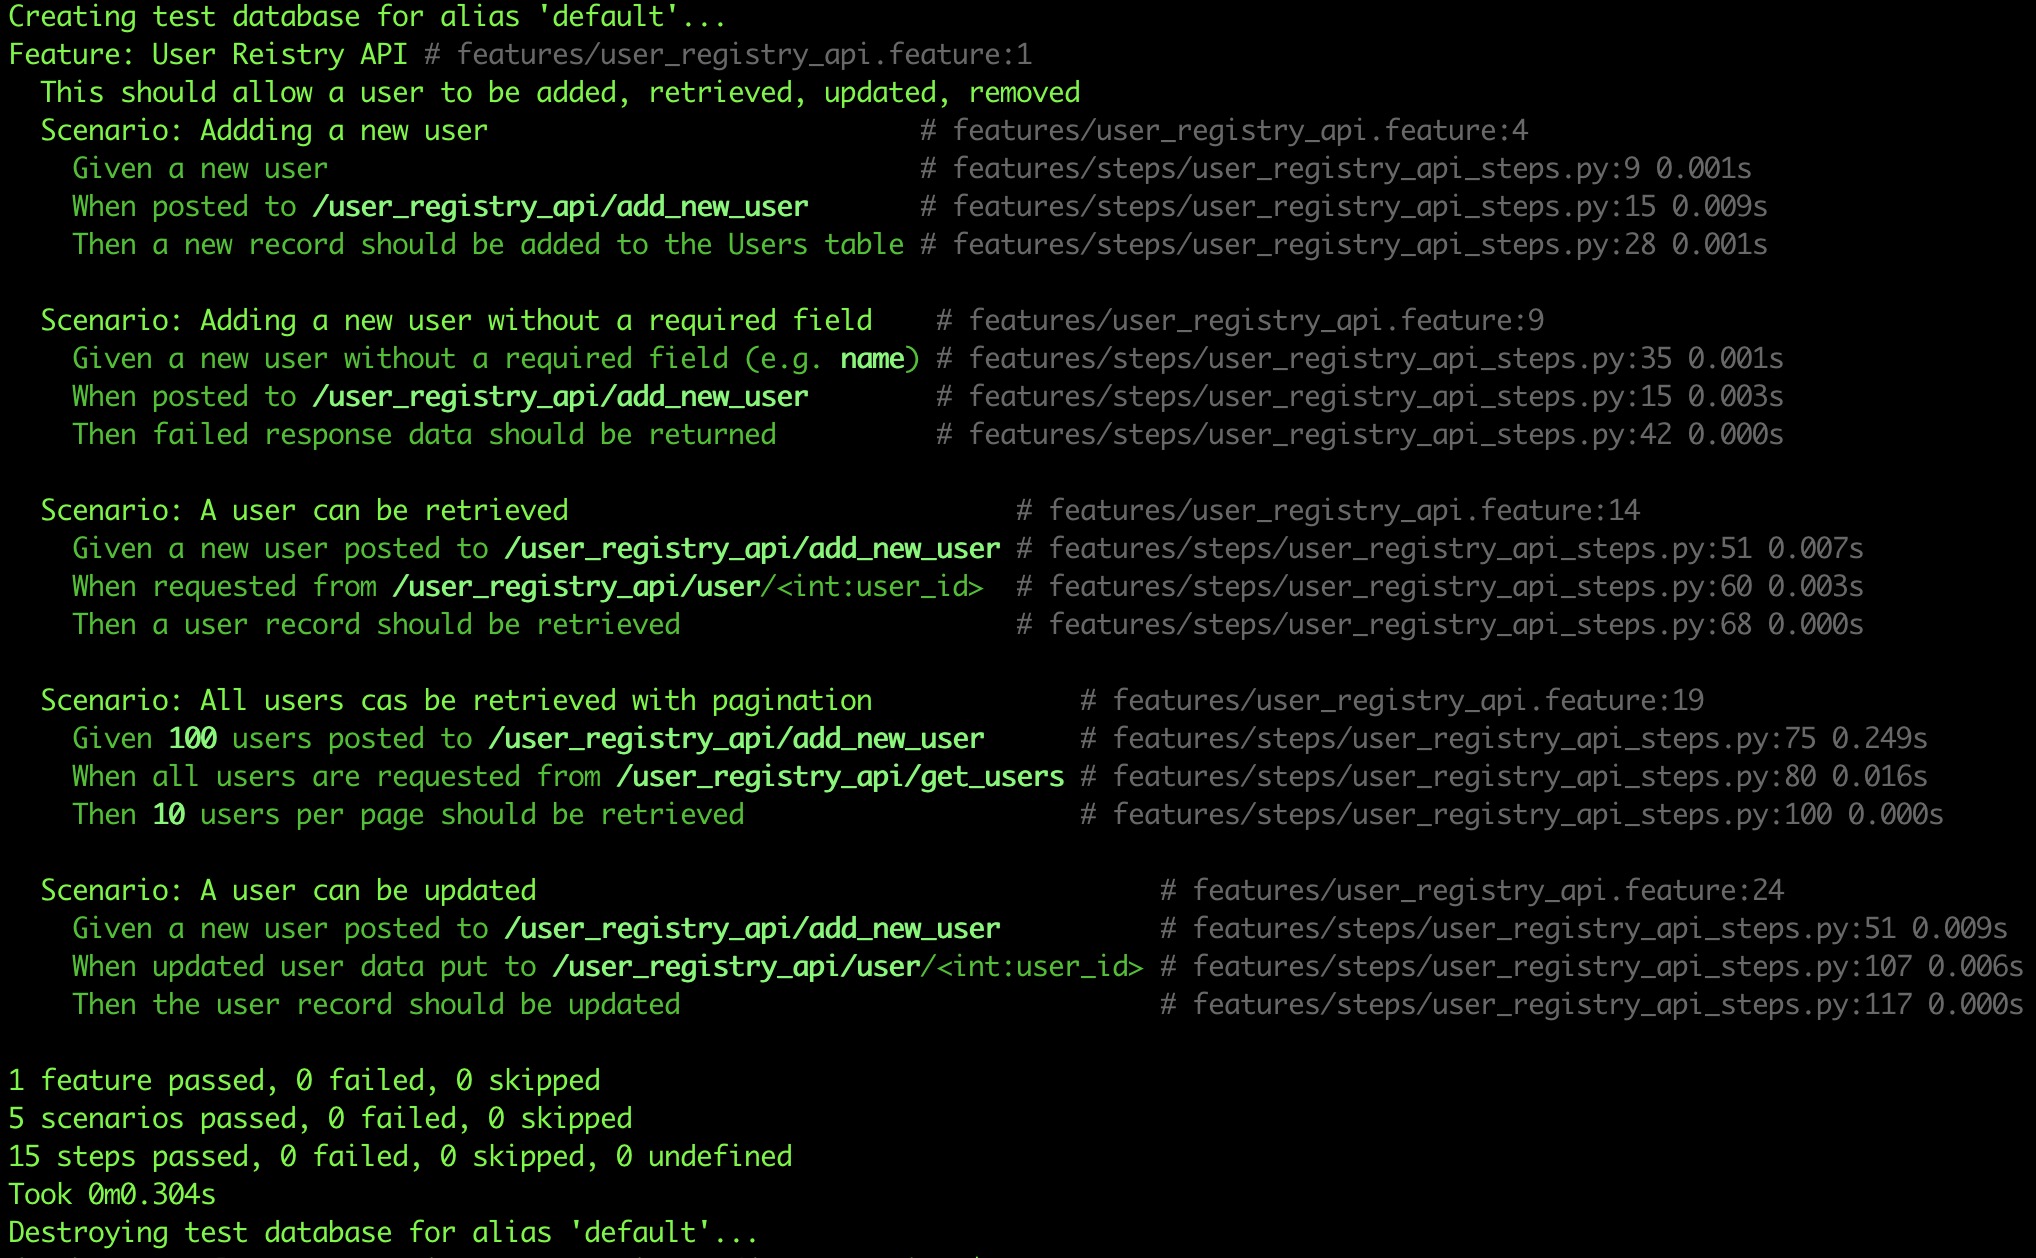 Creating test database for alias 'default'...
Feature: User Reistry API # features/user_registry_api.feature:1
  This should allow a user to be added, retrieved, updated, removed
  Scenario: Addding a new user                           # features/user_registry_api.feature:4
    Given a new user                                     # features/steps/user_registry_api_steps.py:9 0.001s
    When posted to /user_registry_api/add_new_user       # features/steps/user_registry_api_steps.py:15 0.009s
    Then a new record should be added to the Users table # features/steps/user_registry_api_steps.py:28 0.001s

  Scenario: Adding a new user without a required field    # features/user_registry_api.feature:9
    Given a new user without a required field (e.g. name) # features/steps/user_registry_api_steps.py:35 0.001s
    When posted to /user_registry_api/add_new_user        # features/steps/user_registry_api_steps.py:15 0.003s
    Then failed response data should be returned          # features/steps/user_registry_api_steps.py:42 0.000s

  Scenario: A user can be retrieved                            # features/user_registry_api.feature:14
    Given a new user posted to /user_registry_api/add_new_user # features/steps/user_registry_api_steps.py:51 0.007s
    When requested from /user_registry_api/user/<int:user_id>  # features/steps/user_registry_api_steps.py:60 0.003s
    Then a user record should be retrieved                     # features/steps/user_registry_api_steps.py:68 0.000s

  Scenario: All users cas be retrieved with pagination             # features/user_registry_api.feature:19
    Given 100 users posted to /user_registry_api/add_new_user      # features/steps/user_registry_api_steps.py:75 0.249s
    When all users are requested from /user_registry_api/get_users # features/steps/user_registry_api_steps.py:80 0.016s
    Then 10 users per page should be retrieved                     # features/steps/user_registry_api_steps.py:100 0.000s

  Scenario: A user can be updated                                       # features/user_registry_api.feature:24
    Given a new user posted to /user_registry_api/add_new_user          # features/steps/user_registry_api_steps.py:51 0.009s
    When updated user data put to /user_registry_api/user/<int:user_id> # features/steps/user_registry_api_steps.py:107 0.006s
    Then the user record should be updated                              # features/steps/user_registry_api_steps.py:117 0.000s

1 feature passed, 0 failed, 0 skipped
5 scenarios passed, 0 failed, 0 skipped
15 steps passed, 0 failed, 0 skipped, 0 undefined
Took 0m0.304s
Destroying test database for alias 'default'...